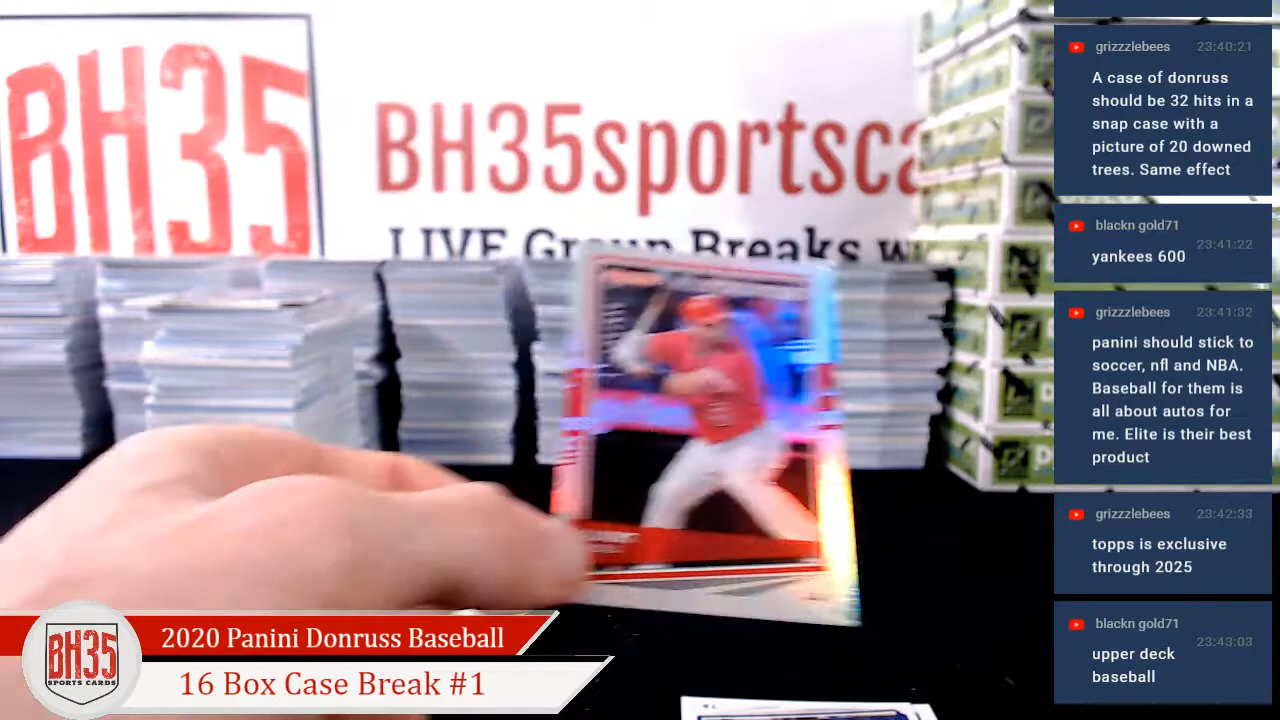 BH35
BH35sportsca
LIVE Group Breaks w
2020 Panini Donruss Baseball
16 Box Case Break #1
BH35
SPORTS CARDS
grizzzlebees 23:40:21
A case of donruss
should be 32 hits in a
snap case with a
picture of 20 downed
trees. Same effect
blackn gold71 23:41:22
yankees 600
grizzzlebees 23:41:32
panini should stick to
soccer, nfl and NBA.
Baseball for them is
all about autos for
me. Elite is their best
product
grizzzlebees 23:42:33
topps is exclusive
through 2025
blackn gold71 23:43:03
upper deck
baseball